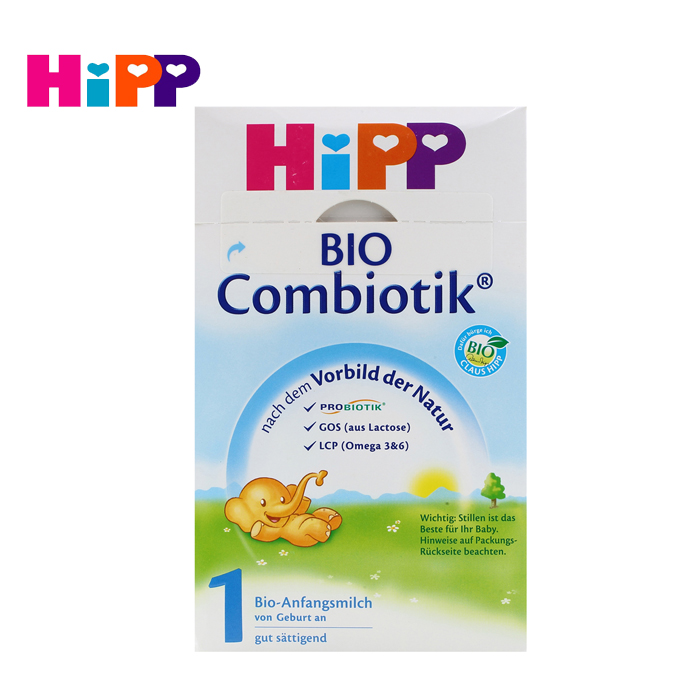 HiPP
HiPP
BIO
Combiotik®
Dafür bürge ich
BIO
CLAUS HIPP
nach dem Vorbild der Natur
PROBIOTIK®
GOS (aus Lactose)
LCP (Omega 3&6)
Wichtig: Stillen ist das
Beste für Ihr Baby.
Hinweise auf Packungs-
Rückseite beachten.
1
Bio-Anfangsmilch
von Geburt an
gut sättigend